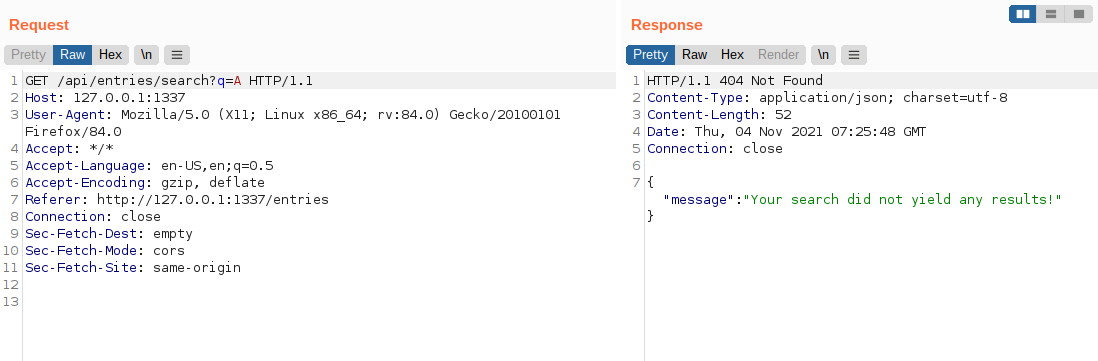 Request
Pretty Raw Hex \n
1 GET /api/entries/search?q=A HTTP/1.1
2 Host: 127.0.0.1:1337
3 User-Agent: Mozilla/5.0 (X11; Linux x86_64; rv:84.0) Gecko/20100101
Firefox/84.0
4 Accept: */*
5 Accept-Language: en-US,en;q=0.5
6 Accept-Encoding: gzip, deflate
7 Referer: http://127.0.0.1:1337/entries
8 Connection: close
9 Sec-Fetch-Dest: empty
10 Sec-Fetch-Mode: cors
11 Sec-Fetch-Site: same-origin
12
13
Response
Pretty Raw Hex Render \n
1 HTTP/1.1 404 Not Found
2 Content-Type: application/json; charset=utf-8
3 Content-Length: 52
4 Date: Thu, 04 Nov 2021 07:25:48 GMT
5 Connection: close
6
7 {
"message":"Your search did not yield any results!"
}